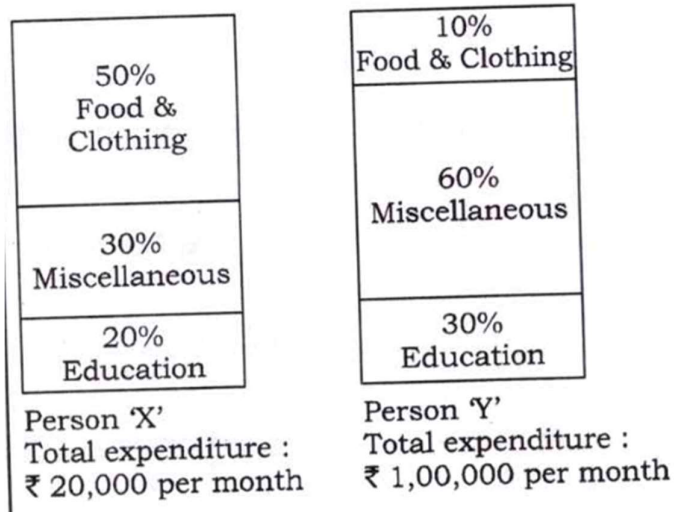 50%
Food &
Clothing
30%
Miscellaneous
20%
Education
Person ‘X’
Total expenditure :
₹ 20,000 per month
10%
Food & Clothing
60%
Miscellaneous
30%
Education
Person ‘Y’
Total expenditure :
₹ 1,00,000 per month